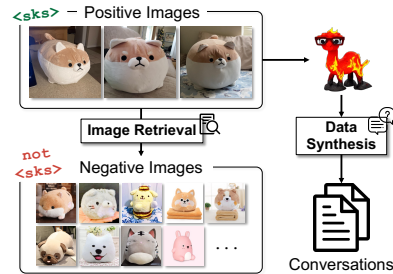 <sks>
Positive Images
Image Retrieval
Data
Synthesis
not
<sks>
Negative Images
...
Conversations